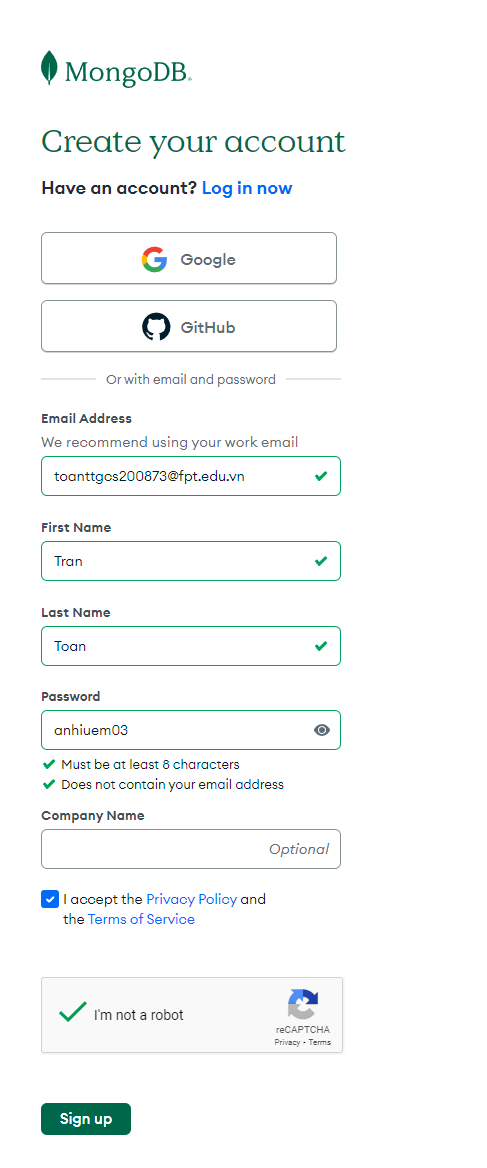 MongoDB
Create your account
Have an account? Log in now
Google
GitHub
Or with email and password
Email Address
We recommend using your work email
toanttgcs200873@fpt.edu.vn
First Name
Tran
Last Name
Toan
Password
anhiuem03
Must be at least 8 characters
Does not contain your email address
Company Name
Optional
I accept the Privacy Policy and
the Terms of Service
I'm not a robot
reCAPTCHA
Privacy - Terms
Sign up